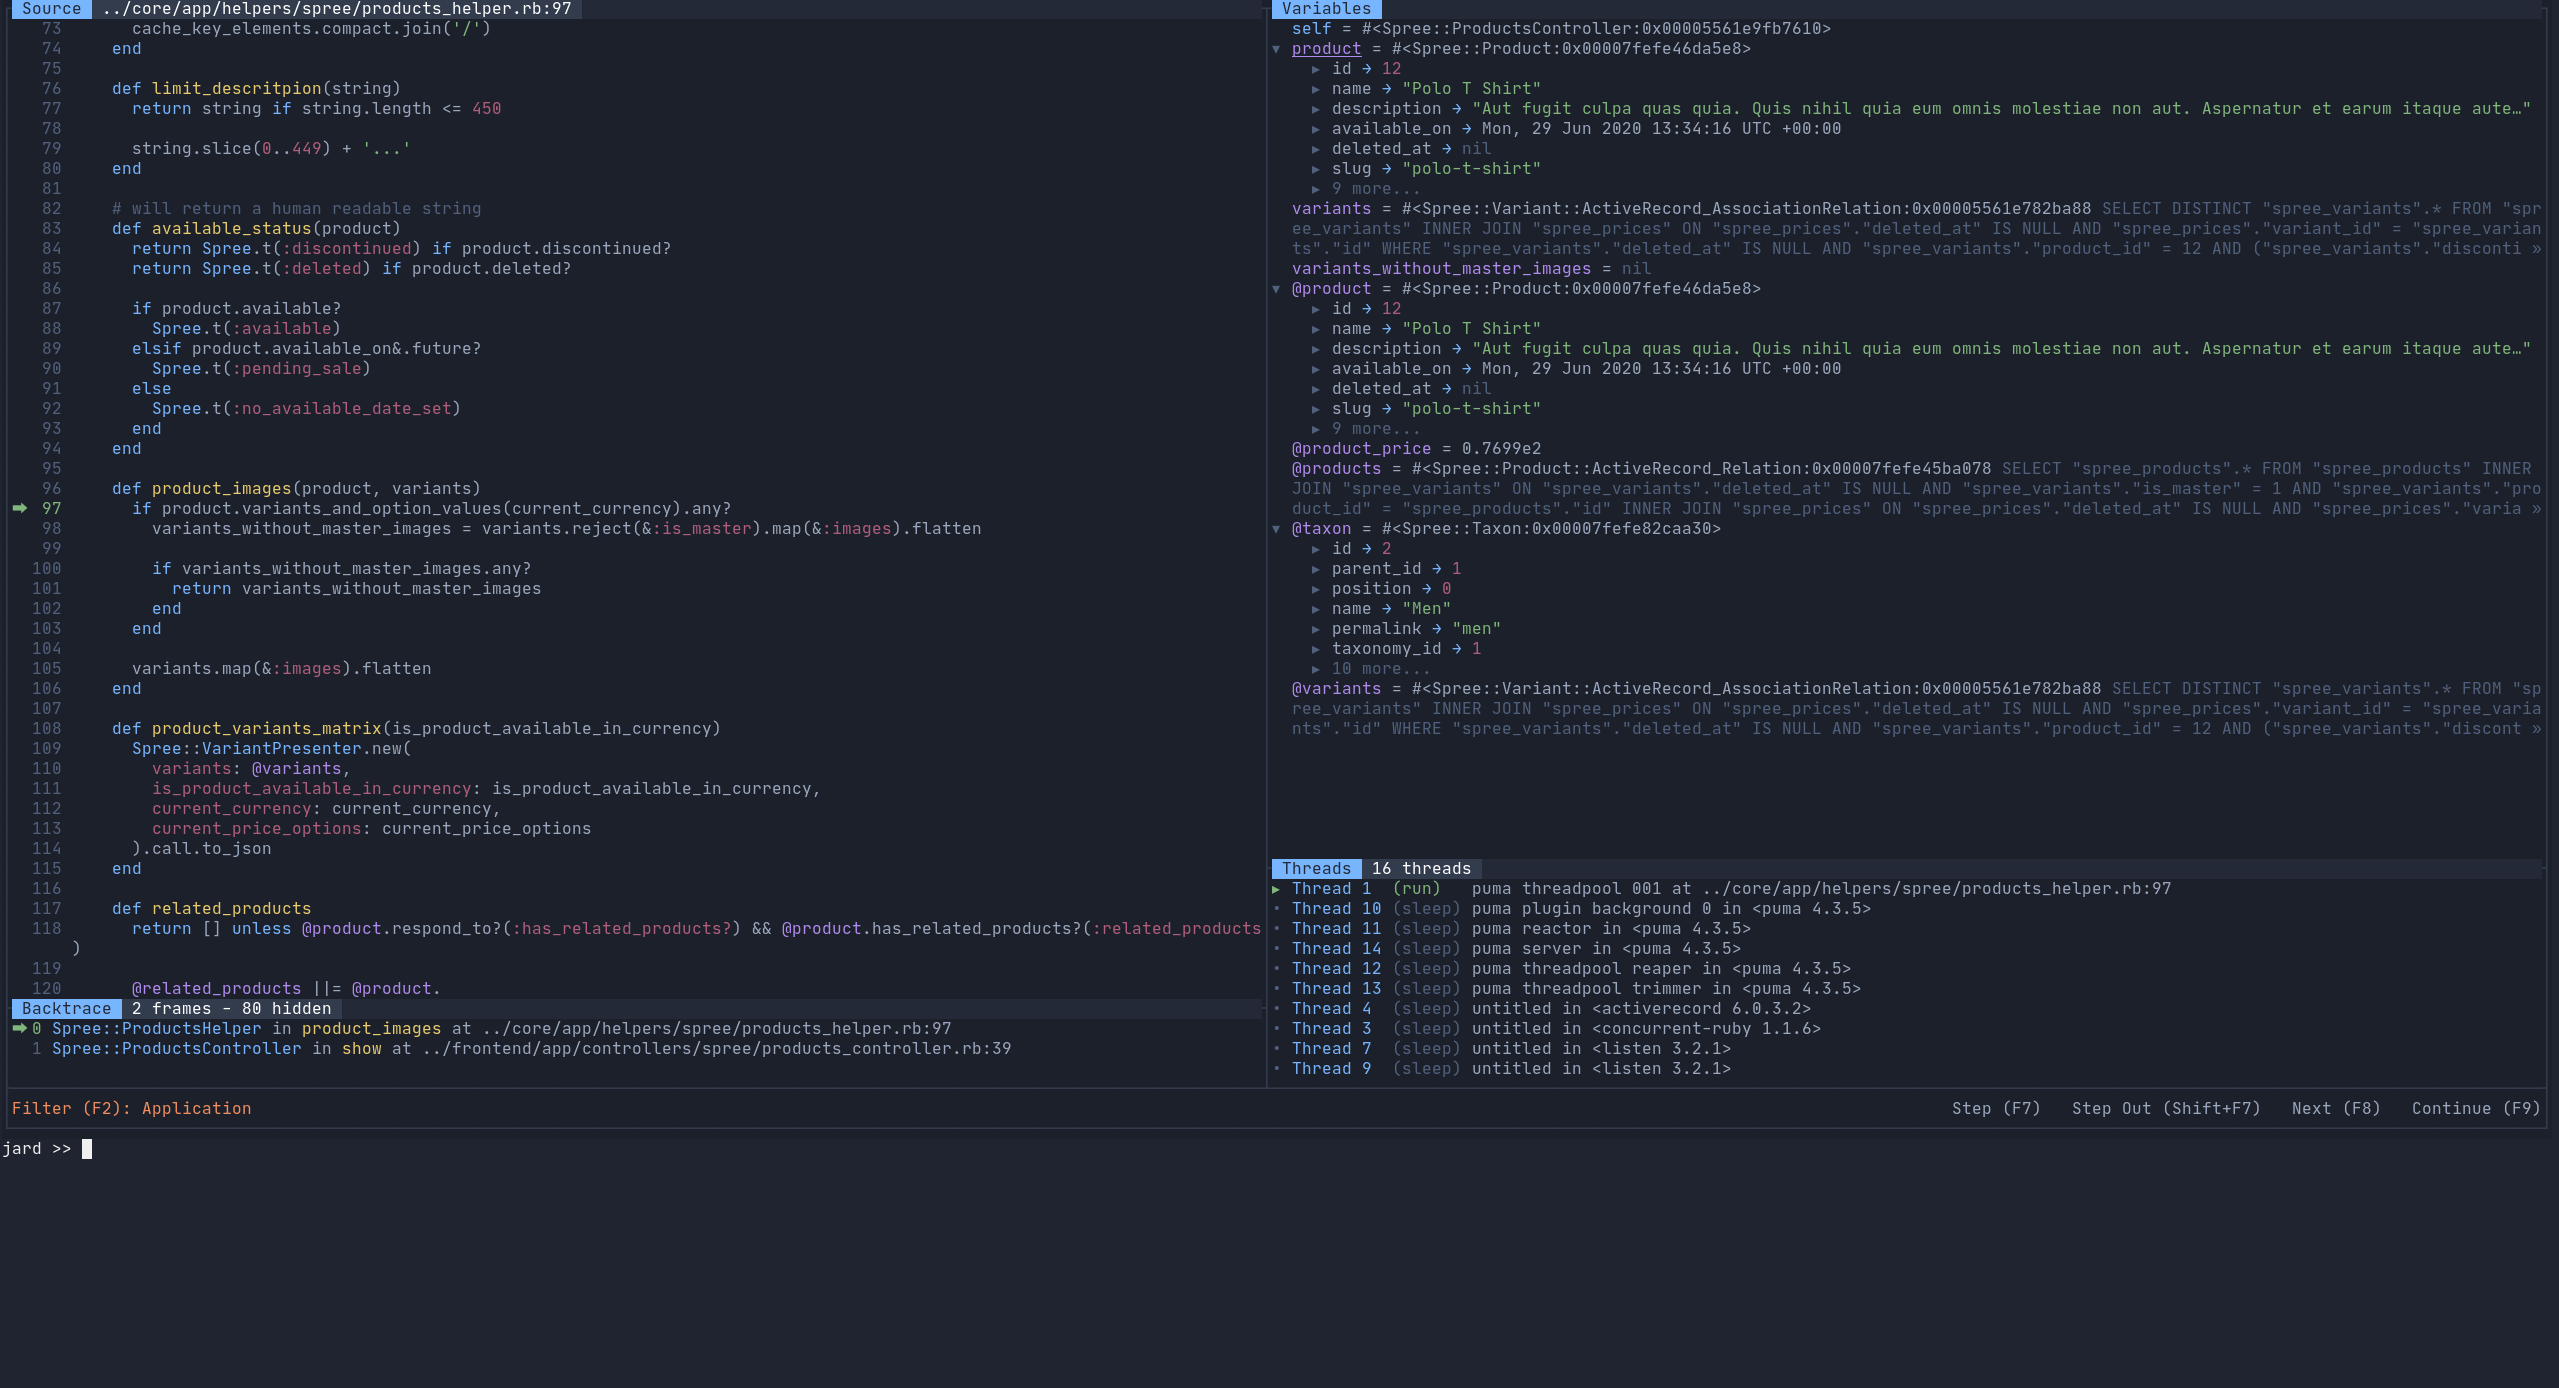 Source  ../core/app/helpers/spree/products_helper.rb:97
73       cache_key_elements.compact.join('/')
74     end
75
76     def limit_descritpion(string)
77       return string if string.length <= 450
78
79       string.slice(0..449) + '...'
80     end
81
82     # will return a human readable string
83     def available_status(product)
84       return Spree.t(:discontinued) if product.discontinued?
85       return Spree.t(:deleted) if product.deleted?
86
87       if product.available?
88         Spree.t(:available)
89       elsif product.available_on&.future?
90         Spree.t(:pending_sale)
91       else
92         Spree.t(:no_available_date_set)
93       end
94     end
95
96     def product_images(product, variants)
➡ 97       if product.variants_and_option_values(current_currency).any?
98         variants_without_master_images = variants.reject(&:is_master).map(&:images).flatten
99
100         if variants_without_master_images.any?
101           return variants_without_master_images
102         end
103       end
104
105       variants.map(&:images).flatten
106     end
107
108     def product_variants_matrix(is_product_available_in_currency)
109       Spree::VariantPresenter.new(
110         variants: @variants,
111         is_product_available_in_currency: is_product_available_in_currency,
112         current_currency: current_currency,
113         current_price_options: current_price_options
114       ).call.to_json
115     end
116
117     def related_products
118       return [] unless @product.respond_to?(:has_related_products?) && @product.has_related_products?(:related_products
)
119
120       @related_products ||= @product.
Backtrace  2 frames - 80 hidden
➡ 0 Spree::ProductsHelper in product_images at ../core/app/helpers/spree/products_helper.rb:97
1 Spree::ProductsController in show at ../frontend/app/controllers/spree/products_controller.rb:39
Variables
self = #<Spree::ProductsController:0x00005561e9fb7610>
▾ product = #<Spree::Product:0x00007fefe46da5e8>
▸ id → 12
▸ name → "Polo T Shirt"
▸ description → "Aut fugit culpa quas quia. Quis nihil quia eum omnis molestiae non aut. Aspernatur et earum itaque aute…"
▸ available_on → Mon, 29 Jun 2020 13:34:16 UTC +00:00
▸ deleted_at → nil
▸ slug → "polo-t-shirt"
▸ 9 more...
variants = #<Spree::Variant::ActiveRecord_AssociationRelation:0x00005561e782ba88 SELECT DISTINCT "spree_variants".* FROM "spr
ee_variants" INNER JOIN "spree_prices" ON "spree_prices"."deleted_at" IS NULL AND "spree_prices"."variant_id" = "spree_varian
ts"."id" WHERE "spree_variants"."deleted_at" IS NULL AND "spree_variants"."product_id" = 12 AND ("spree_variants"."disconti »
variants_without_master_images = nil
▾ @product = #<Spree::Product:0x00007fefe46da5e8>
▸ id → 12
▸ name → "Polo T Shirt"
▸ description → "Aut fugit culpa quas quia. Quis nihil quia eum omnis molestiae non aut. Aspernatur et earum itaque aute…"
▸ available_on → Mon, 29 Jun 2020 13:34:16 UTC +00:00
▸ deleted_at → nil
▸ slug → "polo-t-shirt"
▸ 9 more...
@product_price = 0.7699e2
@products = #<Spree::Product::ActiveRecord_Relation:0x00007fefe45ba078 SELECT "spree_products".* FROM "spree_products" INNER
JOIN "spree_variants" ON "spree_variants"."deleted_at" IS NULL AND "spree_variants"."is_master" = 1 AND "spree_variants"."pro
duct_id" = "spree_products"."id" INNER JOIN "spree_prices" ON "spree_prices"."deleted_at" IS NULL AND "spree_prices"."varia »
▾ @taxon = #<Spree::Taxon:0x00007fefe82caa30>
▸ id → 2
▸ parent_id → 1
▸ position → 0
▸ name → "Men"
▸ permalink → "men"
▸ taxonomy_id → 1
▸ 10 more...
@variants = #<Spree::Variant::ActiveRecord_AssociationRelation:0x00005561e782ba88 SELECT DISTINCT "spree_variants".* FROM "sp
ree_variants" INNER JOIN "spree_prices" ON "spree_prices"."deleted_at" IS NULL AND "spree_prices"."variant_id" = "spree_varia
nts"."id" WHERE "spree_variants"."deleted_at" IS NULL AND "spree_variants"."product_id" = 12 AND ("spree_variants"."discont »
Threads  16 threads
▸ Thread 1  (run)   puma threadpool 001 at ../core/app/helpers/spree/products_helper.rb:97
• Thread 10 (sleep) puma plugin background 0 in <puma 4.3.5>
• Thread 11 (sleep) puma reactor in <puma 4.3.5>
• Thread 14 (sleep) puma server in <puma 4.3.5>
• Thread 12 (sleep) puma threadpool reaper in <puma 4.3.5>
• Thread 13 (sleep) puma threadpool trimmer in <puma 4.3.5>
• Thread 4  (sleep) untitled in <activerecord 6.0.3.2>
• Thread 3  (sleep) untitled in <concurrent-ruby 1.1.6>
• Thread 7  (sleep) untitled in <listen 3.2.1>
• Thread 9  (sleep) untitled in <listen 3.2.1>
Filter (F2): Application  Step (F7)  Step Out (Shift+F7)  Next (F8)  Continue (F9)
jard >>